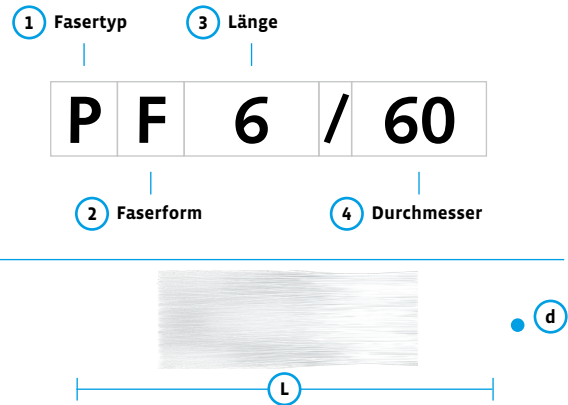 1 Fasertyp 3 Länge
P F 6 / 60
2 Faserform 4 Durchmesser
d
L